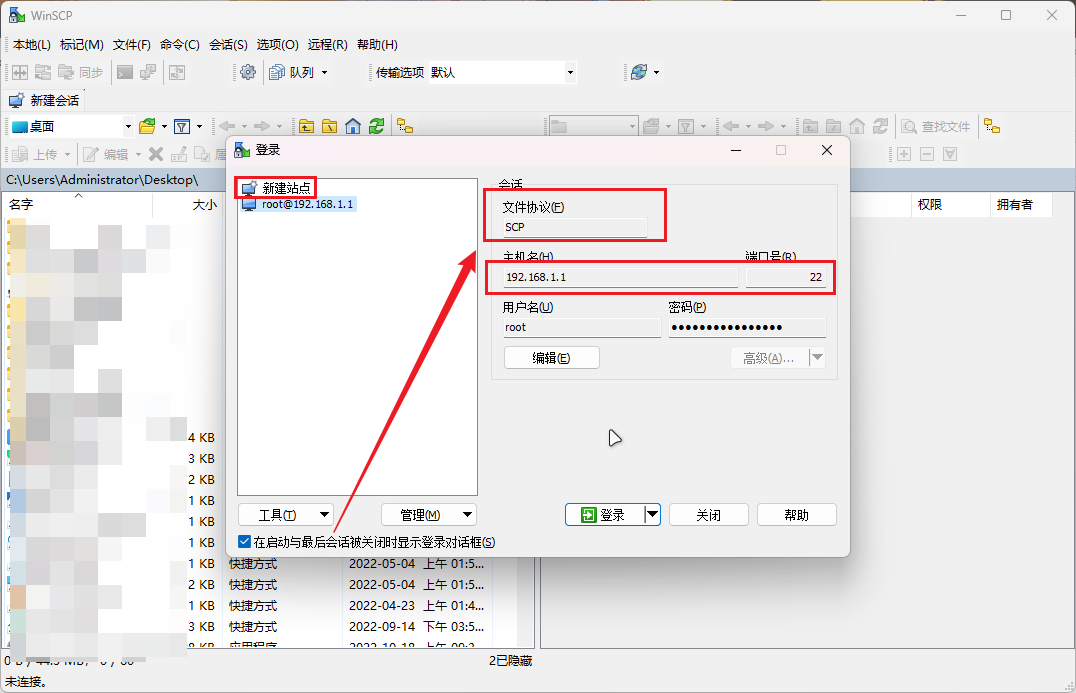 WinSCP
本地(L) 标记(M) 文件(F) 命令(C) 会话(S) 选项(O) 远程(R) 帮助(H)
同步 队列 传输选项 默认
新建会话
桌面 查找文件
上传 编辑
C:\Users\Administrator\Desktop\
名字 大小 权限 拥有者
登录
新建站点
root@192.168.1.1
会话
文件协议(F)
SCP
主机名(H) 端口号(R)
192.168.1.1 22
用户名(U) 密码(P)
root ••••••••••••••••
编辑(E) 高级(A)...
工具(T) 管理(M) 登录 关闭 帮助
在启动与最后会话被关闭时显示登录对话框(S)
4 KB
3 KB
2 KB
1 KB
1 KB
1 KB
1 KB 快捷方式 2022-05-04 上午 01:5...
2 KB 快捷方式 2022-05-04 上午 01:5...
1 KB 快捷方式 2022-04-23 上午 01:4...
3 KB 快捷方式 2022-09-14 下午 03:5...
8 KB 应用程序 2022-10-18
2已隐藏
未连接。